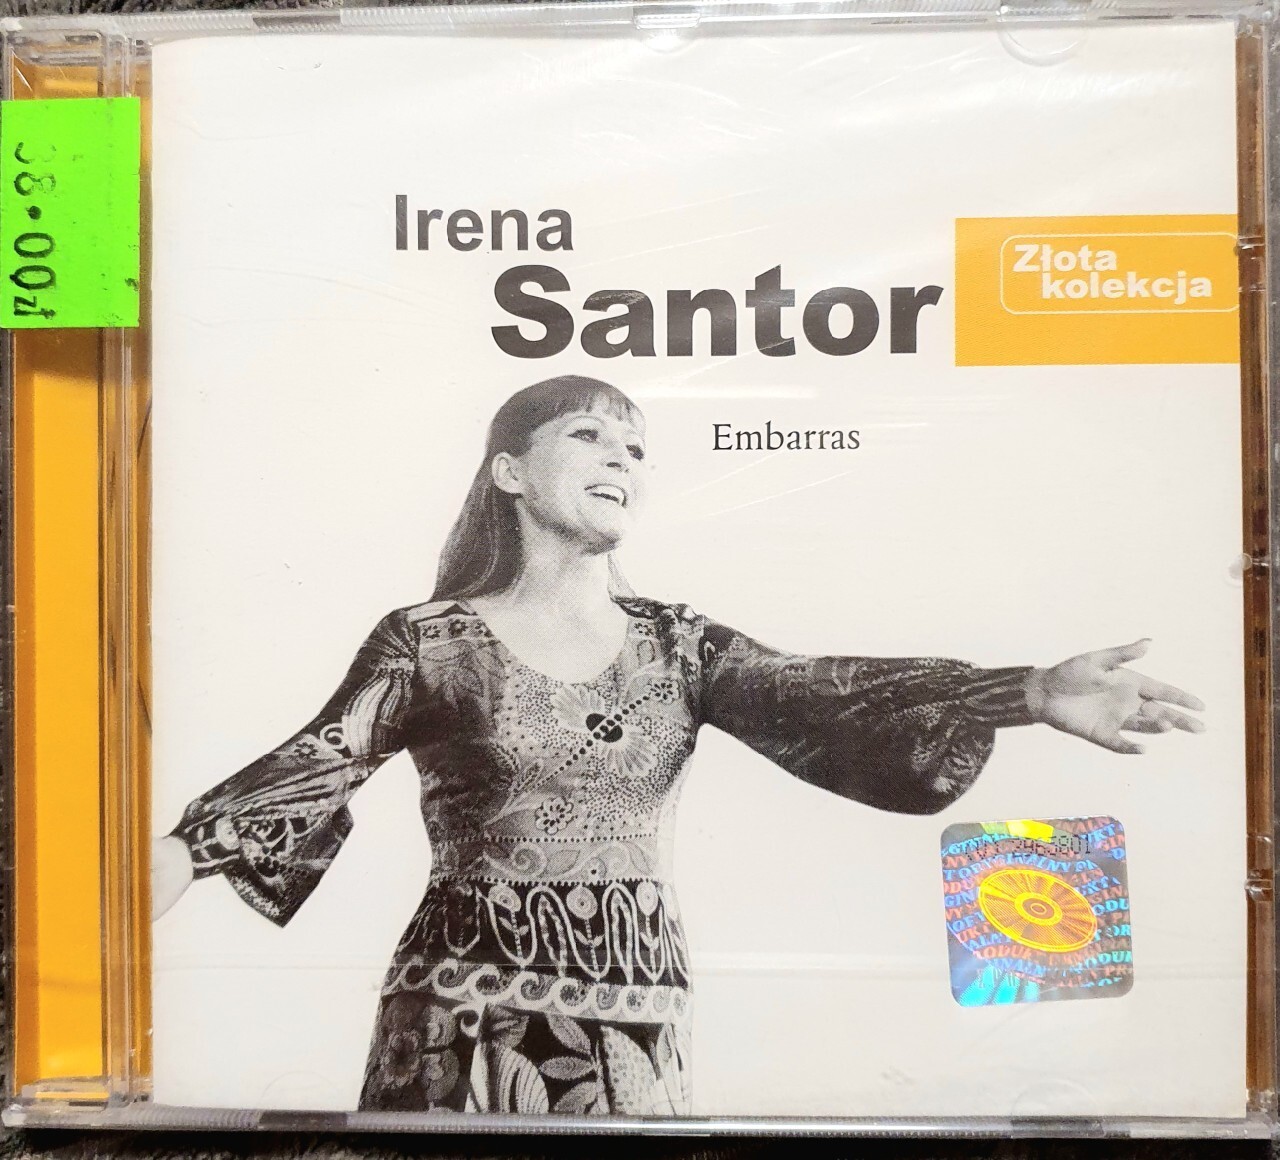 38.00zł
Irena
Santor
Złota
kolekcja
Embarras